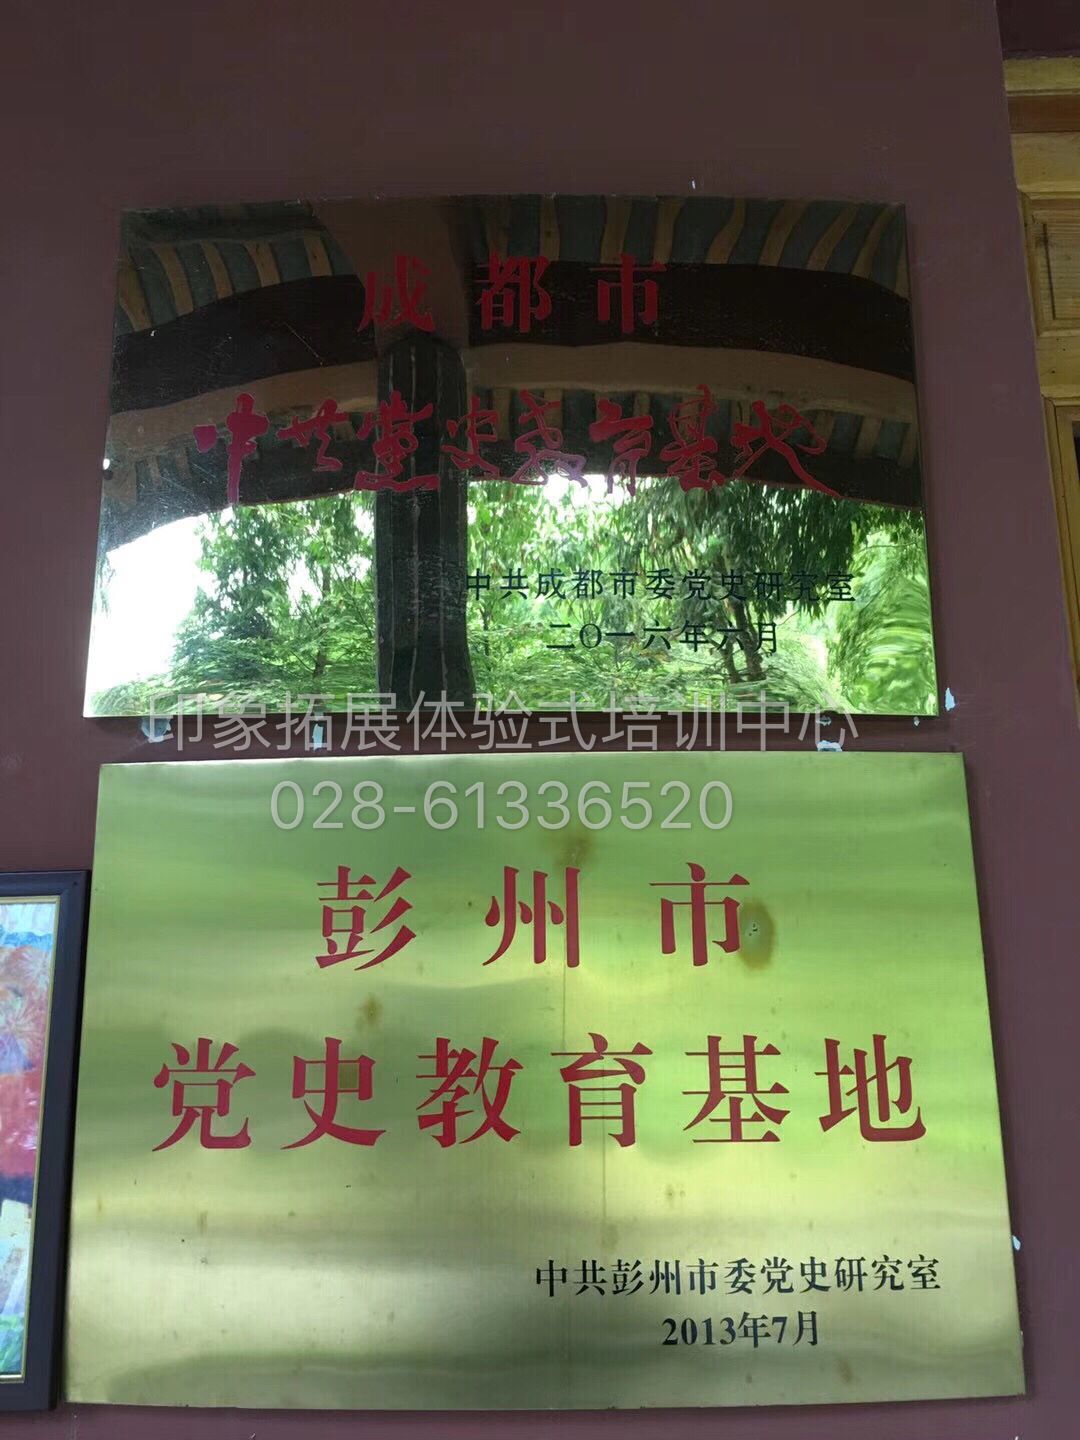 成都市
中共党史教育基地
中共成都市委党史研究室
二〇一六年六月
印象拓展体验式培训中心
028-61336520
彭州市
党史教育基地
中共彭州市委党史研究室
2013年7月